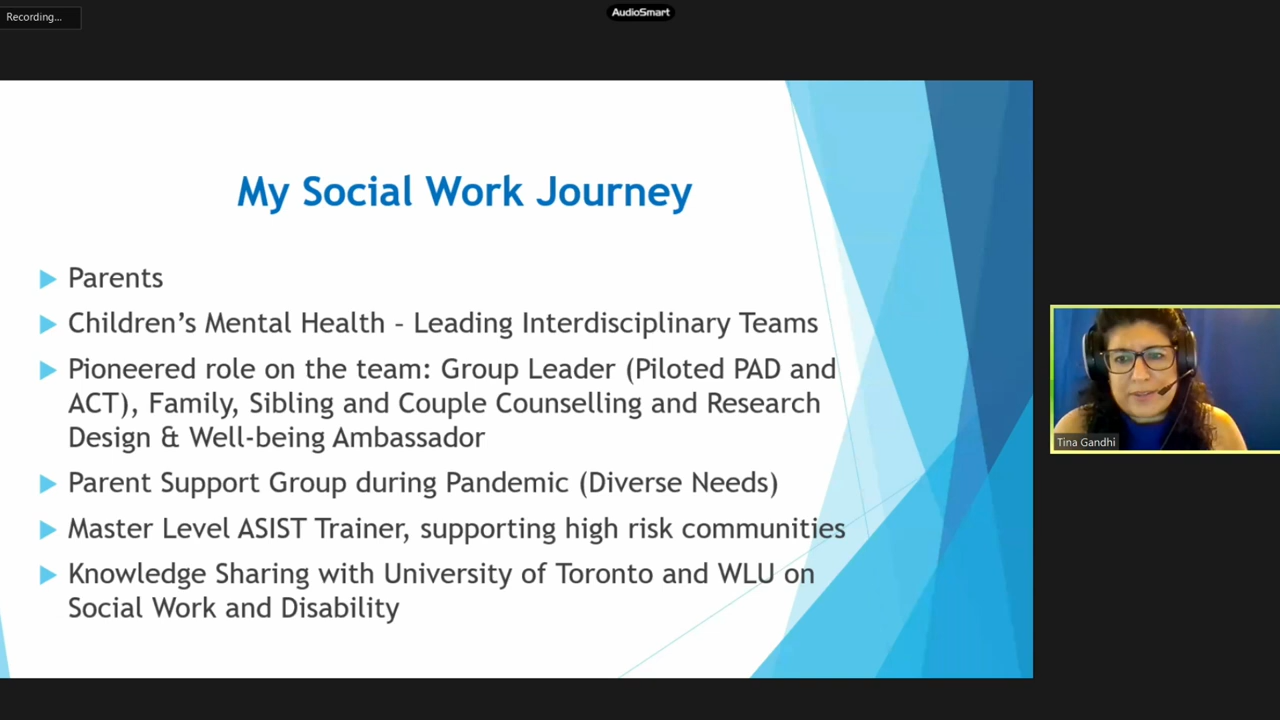 Recording...
AudioSmart
My Social Work Journey
Parents
Children's Mental Health - Leading Interdisciplinary Teams
Pioneered role on the team: Group Leader (Piloted PAD and
ACT), Family, Sibling and Couple Counselling and Research
Design & Well-being Ambassador
Parent Support Group during Pandemic (Diverse Needs)
Master Level ASIST Trainer, supporting high risk communities
Knowledge Sharing with University of Toronto and WLU on
Social Work and Disability
Tina Gandhi